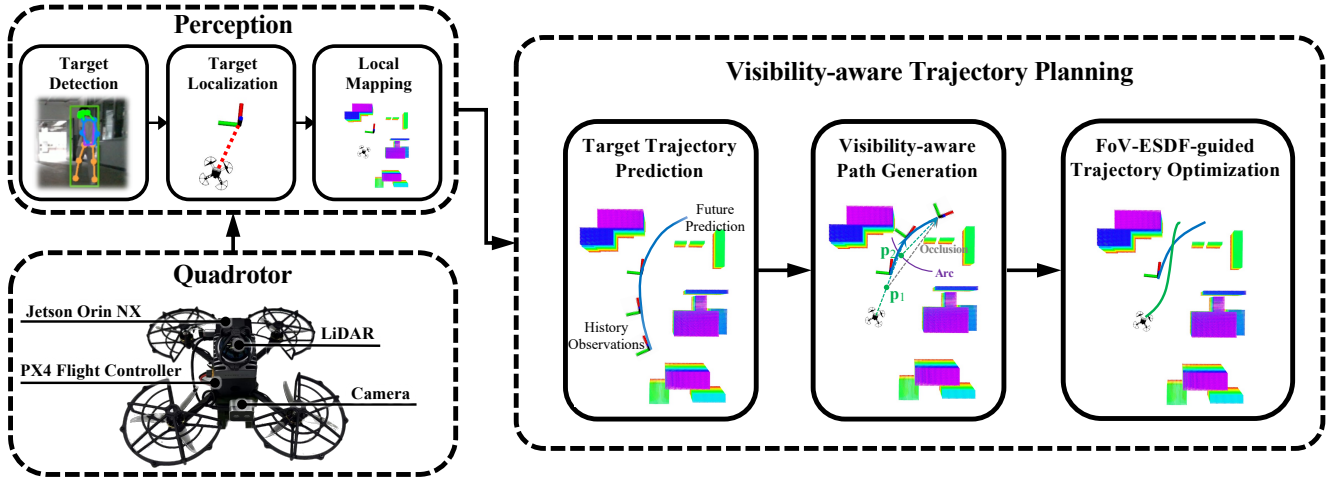 Perception
Target
Detection
Target
Localization
Local
Mapping
Quadrotor
Jetson Orin NX
LiDAR
PX4 Flight Controller
Camera
Visibility-aware Trajectory Planning
Target Trajectory
Prediction
Future
Prediction
History
Observations
Visibility-aware
Path Generation
p2
Occlusion
Arc
p1
FoV-ESDF-guided
Trajectory Optimization